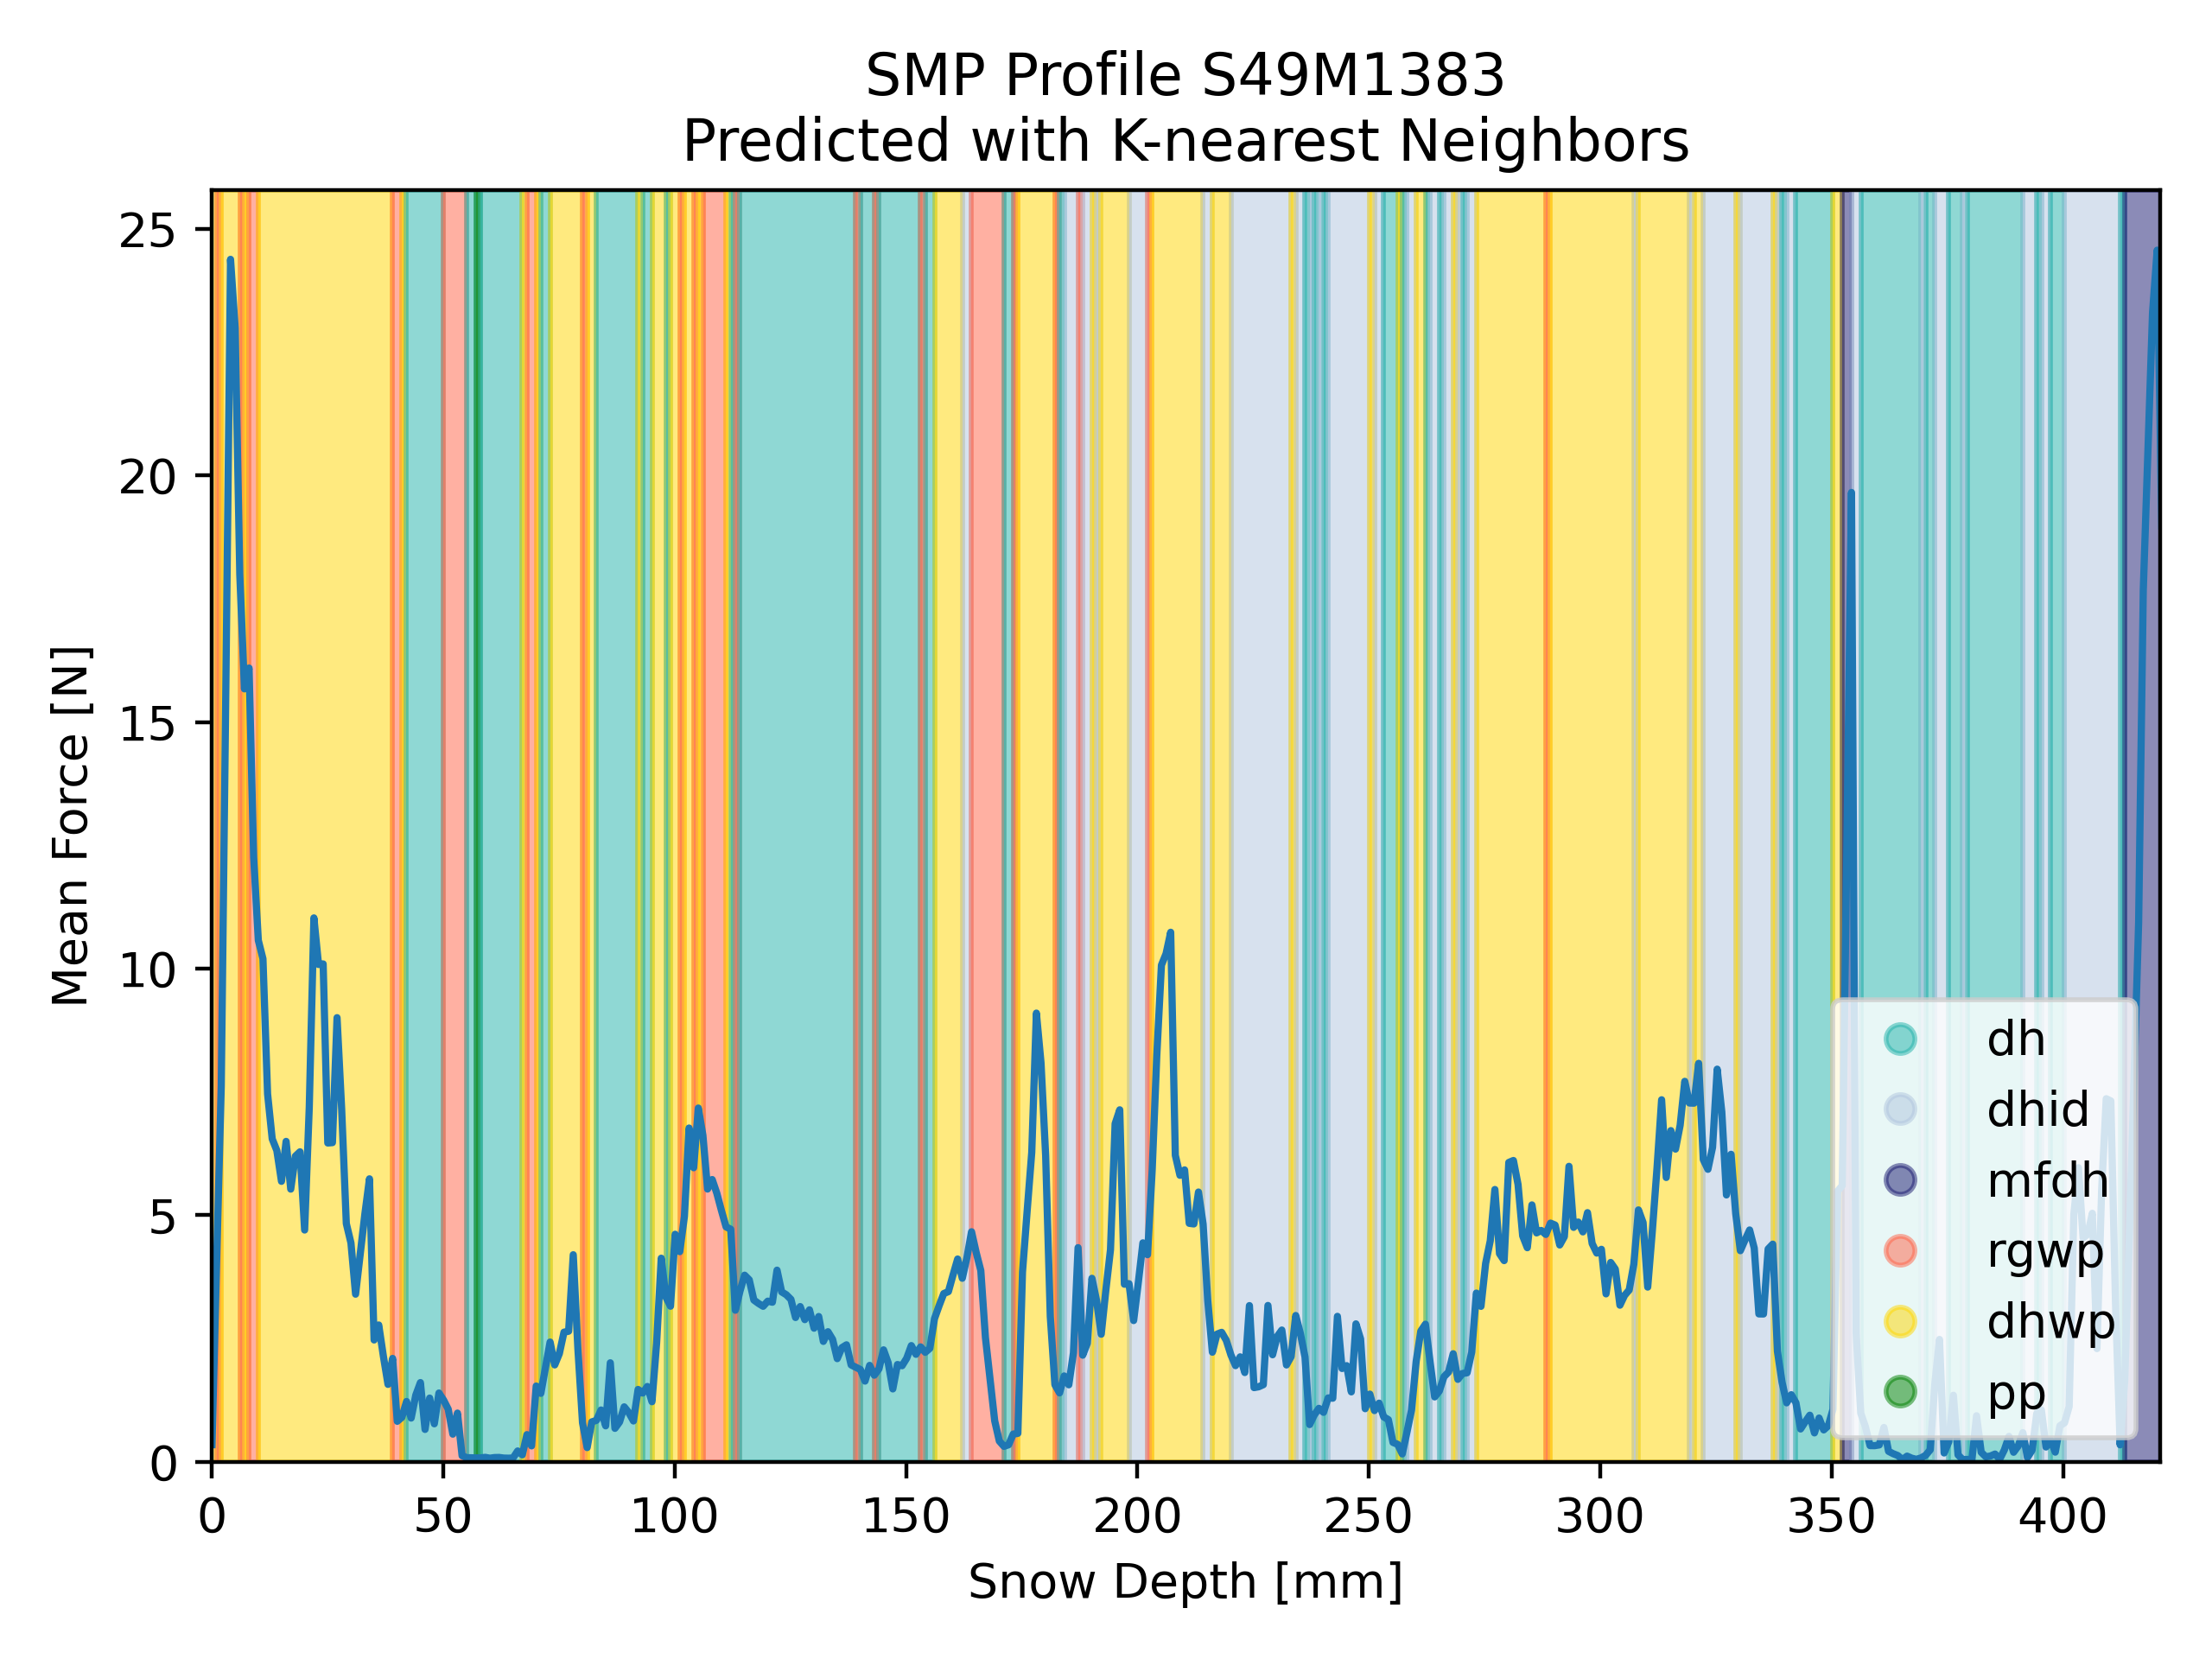 SMP Profile S49M1383
Predicted with K-nearest Neighbors
Mean Force [N]
25
20
15
10
5
0
dh
dhid
mfdh
rgwp
dhwp
pp
0 50 100 150 200 250 300 350 400
Snow Depth [mm]